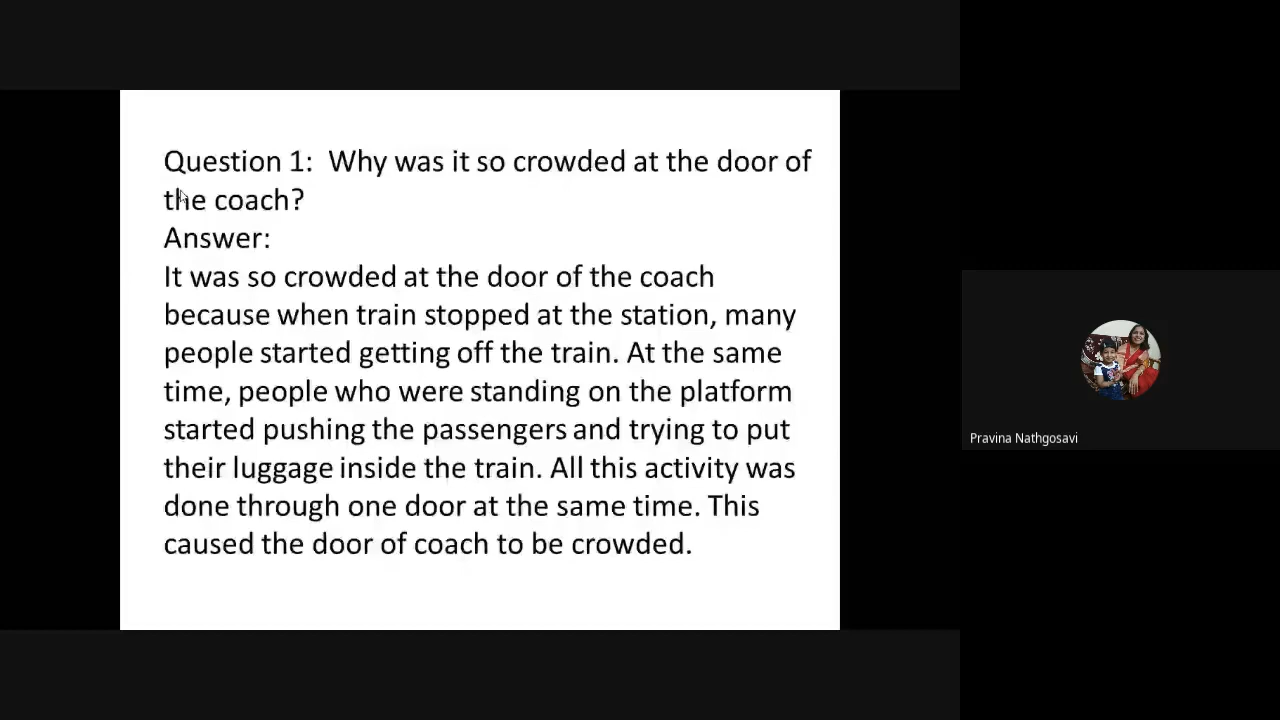 Question 1:  Why was it so crowded at the door of
the coach?
Answer:
It was so crowded at the door of the coach
because when train stopped at the station, many
people started getting off the train. At the same
time, people who were standing on the platform
started pushing the passengers and trying to put
their luggage inside the train. All this activity was
done through one door at the same time. This
caused the door of coach to be crowded.
Pravina Nathgosavi